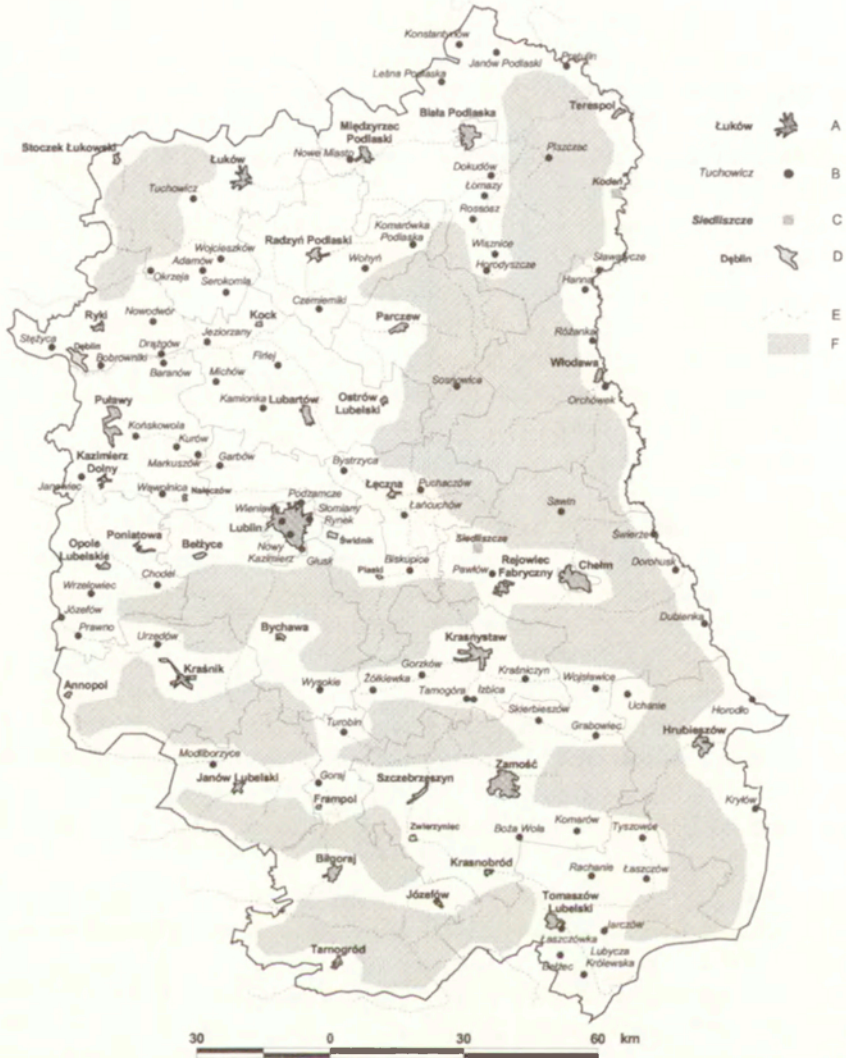 Konstantynów
Janów Podlaski
Pratulin
Leśna Podlaska
Terespol
Biała Podlaska
Międzyrzec
Podlaski
Stoczek Łukowski
Łuków
Nowe Miasto
Piszczac
Dokudów
Łomazy
Kodeń
Tuchowicz
Rossosz
Komarówka
Podlaska
Wojcieszków
Radzyń Podlaski
Wisznice
Adamów
Wohyń
Horodyszcze
Sławatycze
Okrzeja
Serokomla
Hanna
Czemierniki
Ryki
Nowodwór
Kock
Parczew
Stężyca
Jeziorzany
Różanka
Dęblin
Drążgów
Bobrowniki
Firlej
Włodawa
Baranów
Michów
Sosnowica
Orchówek
Puławy
Kamionka
Lubartów
Ostrów
Lubelski
Końskowola
Kurów
Kazimierz
Dolny
Markuszów
Garbów
Bystrzyca
Janowiec
Wąwolnica
Nałęczów
Łęczna
Puchaczów
Podzamcze
Wieniawa
Słomiany
Rynek
Łańcuchów
Sawin
Lublin
Świdnik
Siedliszcze
Świerże
Opole
Lubelskie
Poniatowa
Bełżyce
Nowy
Kazimierz
Głusk
Piaski
Biskupice
Pawłów
Rejowiec
Fabryczny
Chełm
Dorohusk
Chodel
Wrzelowiec
Józefów
Prawno
Urzędów
Bychawa
Krasnystaw
Dubienka
Annopol
Kraśnik
Wysokie
Żółkiewka
Gorzków
Kraśniczyn
Wojsławice
Tarnogóra
Izbica
Uchanie
Horodło
Skierbieszów
Turobin
Grabowiec
Hrubieszów
Modliborzyce
Janów Lubelski
Goraj
Szczebrzeszyn
Zamość
Frampol
Kryłów
Zwierzyniec
Boża Wola
Komarów
Tyszowce
Biłgoraj
Krasnobród
Rachanie
Łaszczów
Józefów
Tomaszów
Lubelski
Jarczów
Łaszczówka
Tarnogród
Bełżec
Lubycza
Królewska
Łuków A
Tuchowicz B
Siedliszcze C
Dęblin D
E
F
30 0 30 60 km